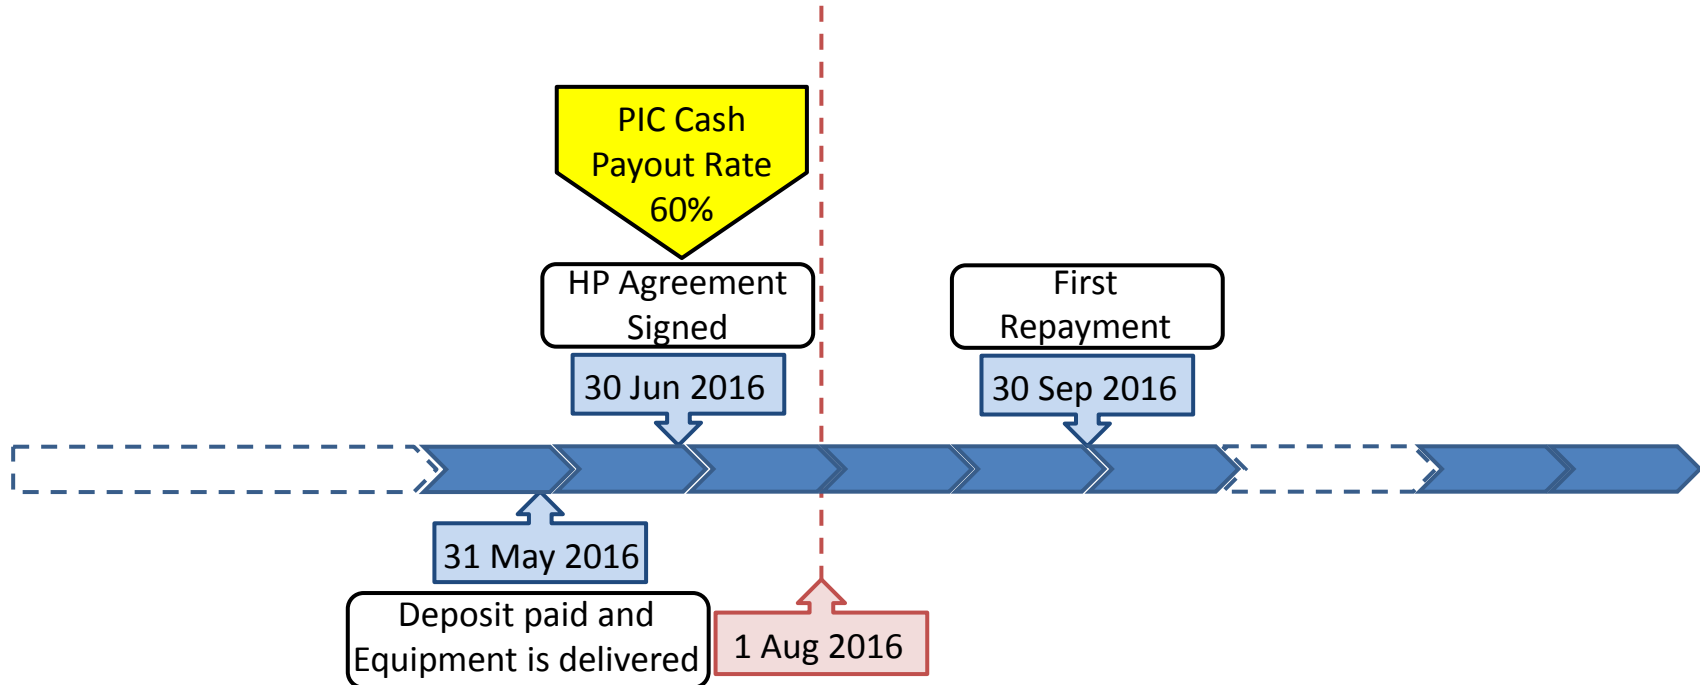 PIC Cash
Payout Rate
60%
HP Agreement
Signed
First
Repayment
30 Jun 2016
30 Sep 2016
31 May 2016
Deposit paid and
Equipment is delivered
1 Aug 2016